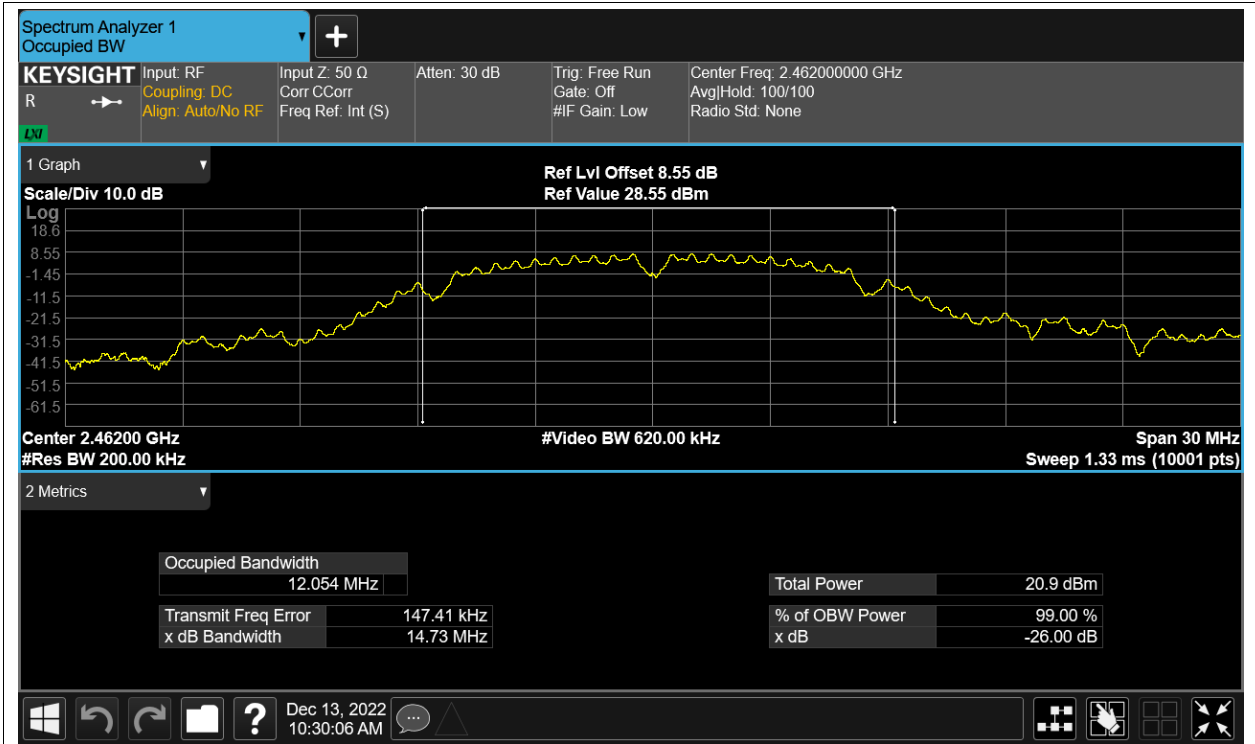 Spectrum Analyzer 1
Occupied BW
KEYSIGHT
R
LXI
Input: RF
Coupling: DC
Align: Auto/No RF
Input Z: 50 Ω
Corr CCorr
Freq Ref: Int (S)
Atten: 30 dB
Trig: Free Run
Gate: Off
#IF Gain: Low
Center Freq: 2.462000000 GHz
Avg|Hold: 100/100
Radio Std: None
1 Graph
Scale/Div 10.0 dB
Ref Lvl Offset 8.55 dB
Ref Value 28.55 dBm
Log
18.6
8.55
-1.45
-11.5
-21.5
-31.5
-41.5
-51.5
-61.5
Center 2.46200 GHz
#Video BW 620.00 kHz
Span 30 MHz
#Res BW 200.00 kHz
Sweep 1.33 ms (10001 pts)
2 Metrics
Occupied Bandwidth
12.054 MHz
Total Power 20.9 dBm
Transmit Freq Error 147.41 kHz
% of OBW Power 99.00 %
x dB Bandwidth 14.73 MHz
x dB -26.00 dB
?
Dec 13, 2022
10:30:06 AM